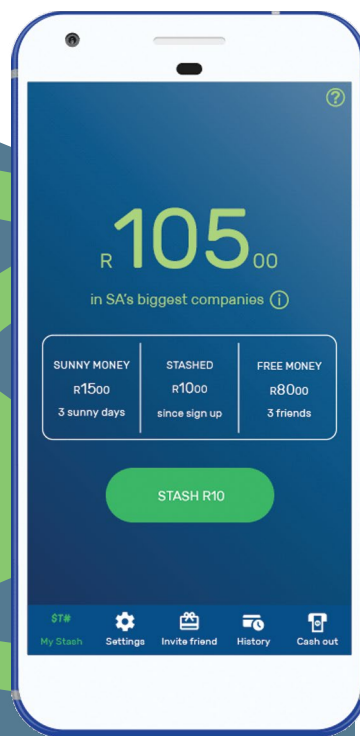 ?
R10500
in SA's biggest companies i
SUNNY MONEY
R1500
3 sunny days
STASHED
R1000
since sign up
FREE MONEY
R8000
3 friends
STASH R10
$T#
My Stash
Settings
Invite friend
History
Cash out